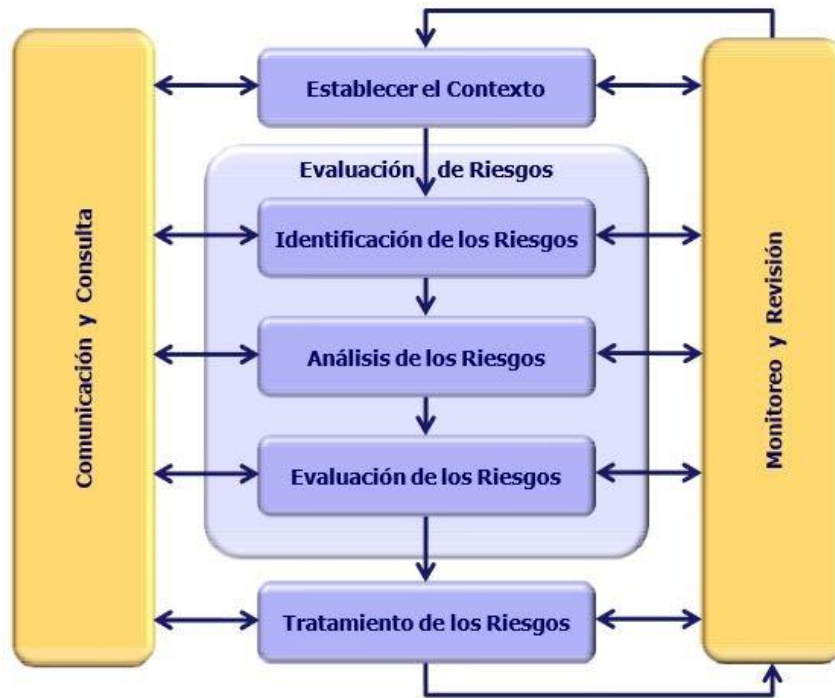 Establecer el Contexto
Evaluación de Riesgos
Identificación de los Riesgos
Análisis de los Riesgos
Evaluación de los Riesgos
Tratamiento de los Riesgos
Comunicación y Consulta
Monitoreo y Revisión